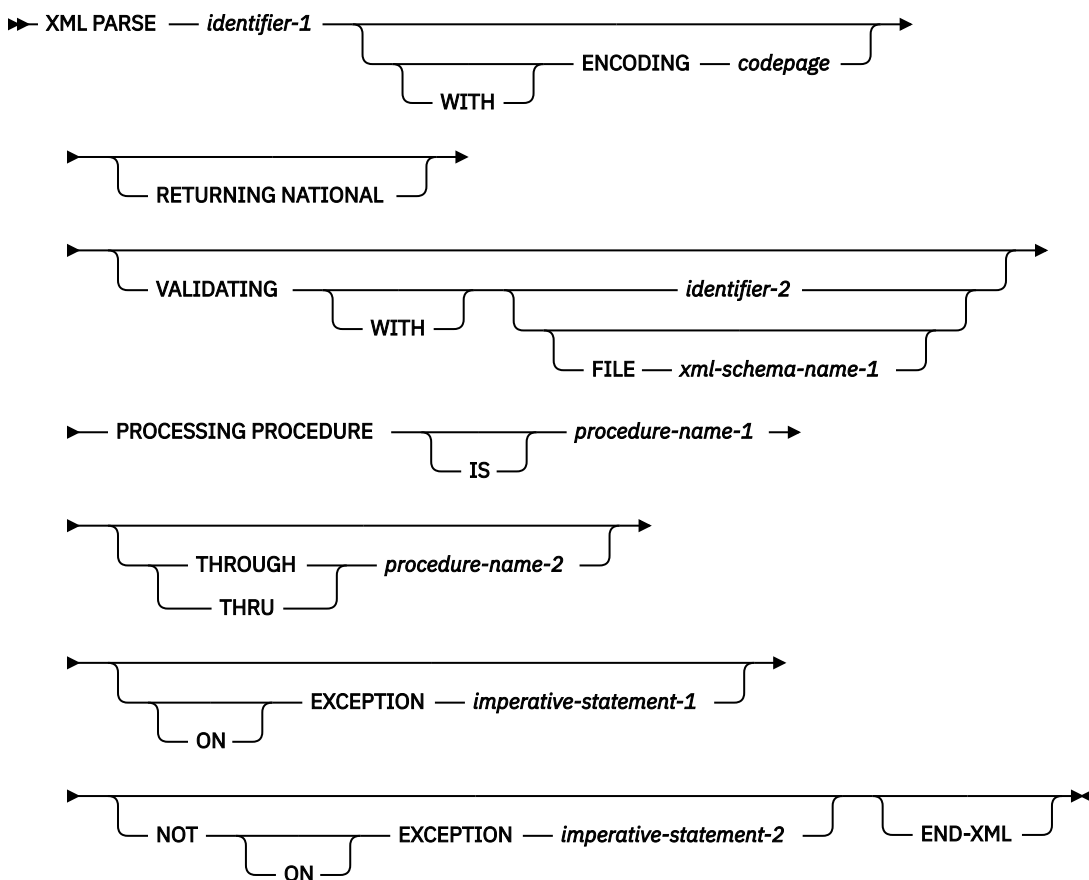 XML PARSE identifier-1
ENCODING codepage
WITH
RETURNING NATIONAL
VALIDATING identifier-2
WITH
FILE xml-schema-name-1
PROCESSING PROCEDURE procedure-name-1
IS
THROUGH procedure-name-2
THRU
EXCEPTION imperative-statement-1
ON
NOT EXCEPTION imperative-statement-2 END-XML
ON